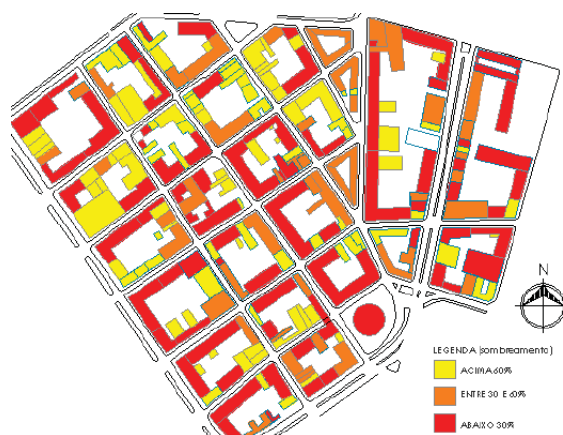 N
LEGENDA (sombreamento)
ACIMA 60%
ENTRE 30 E 60%
ABAIXO 30%